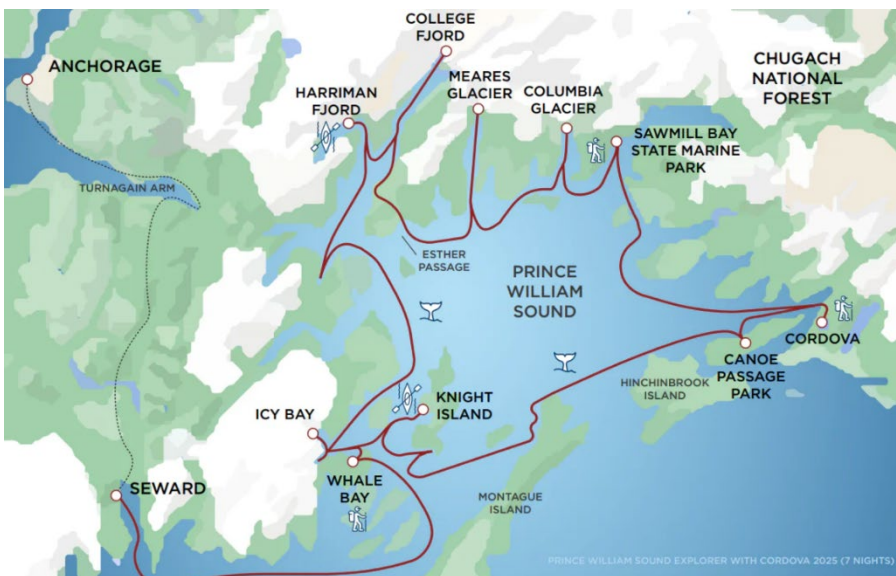 COLLEGE
FJORD
ANCHORAGE
HARRIMAN
FJORD
MEARES
GLACIER
COLUMBIA
GLACIER
CHUGACH
NATIONAL
FOREST
SAWMILL BAY
STATE MARINE
PARK
TURNAGAIN ARM
ESTHER
PASSAGE
PRINCE
WILLIAM
SOUND
CORDOVA
CANOE
PASSAGE
PARK
HINCHINBROOK
ISLAND
KNIGHT
ISLAND
ICY BAY
WHALE
BAY
SEWARD
MONTAGUE
ISLAND
PRINCE WILLIAM SOUND EXPLORER WITH CORDOVA 2025 (7 NIGHTS)